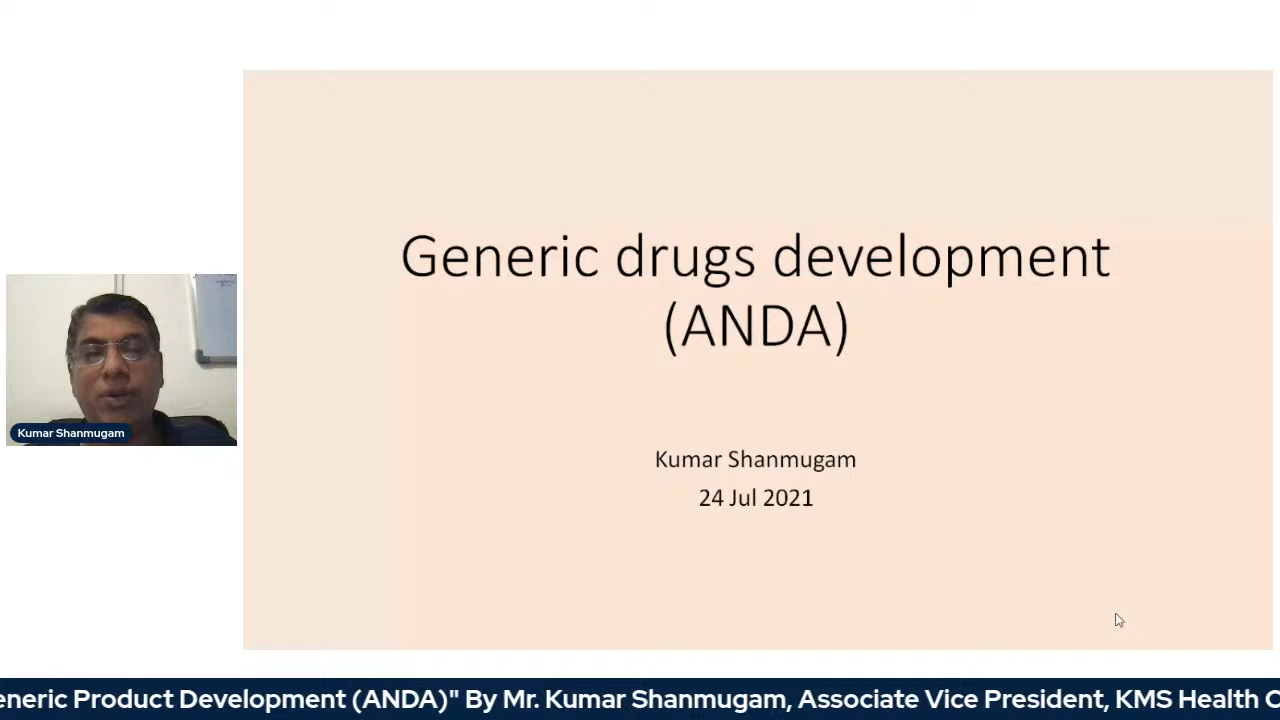 Generic drugs development
(ANDA)
Kumar Shanmugam
24 Jul 2021
Kumar Shanmugam
eneric Product Development (ANDA)" By Mr. Kumar Shanmugam, Associate Vice President, KMS Health C